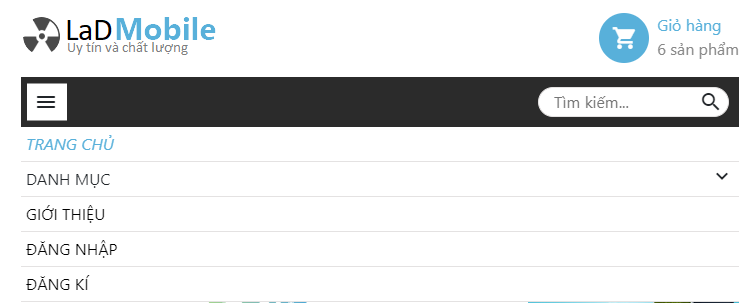 LaDMobile
Uy tín và chất lượng
Giỏ hàng
6 sản phẩm
Tìm kiếm...
TRANG CHỦ
DANH MỤC
GIỚI THIỆU
ĐĂNG NHẬP
ĐĂNG KÍ